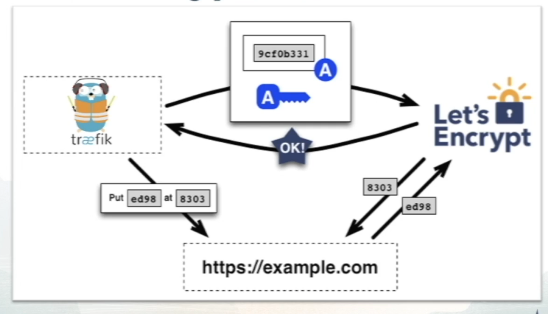 9cf0b331
A
A
træfik
Let's
Encrypt
OK!
Put ed98 at 8303
8303
ed98
https://example.com